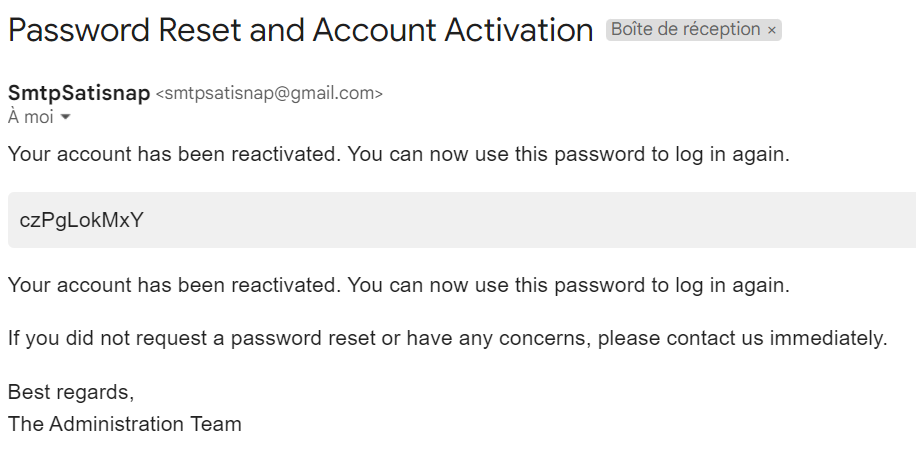 Password Reset and Account Activation Boîte de réception ×
SmtpSatisnap <smtpsatisnap@gmail.com>
À moi
Your account has been reactivated. You can now use this password to log in again.
czPgLokMxY
Your account has been reactivated. You can now use this password to log in again.
If you did not request a password reset or have any concerns, please contact us immediately.
Best regards,
The Administration Team